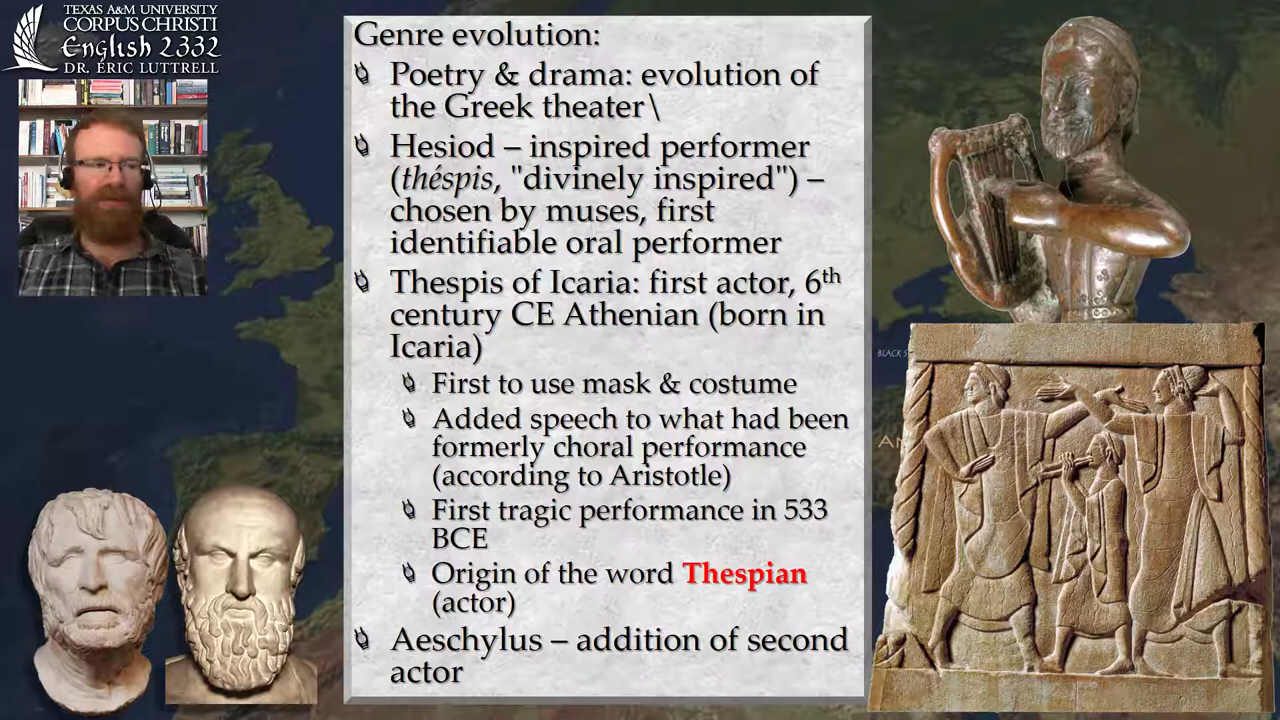 TEXAS A&M UNIVERSITY
CORPUS CHRISTI
English 2332
DR. ERIC LUTTRELL
Genre evolution:
Poetry & drama: evolution of
the Greek theater\
Hesiod – inspired performer
(théspis, "divinely inspired") –
chosen by muses, first
identifiable oral performer
Thespis of Icaria: first actor, 6th
century CE Athenian (born in
Icaria)
First to use mask & costume
Added speech to what had been
formerly choral performance
(according to Aristotle)
First tragic performance in 533
BCE
Origin of the word Thespian
(actor)
Aeschylus – addition of second
actor
BLACK S
AN